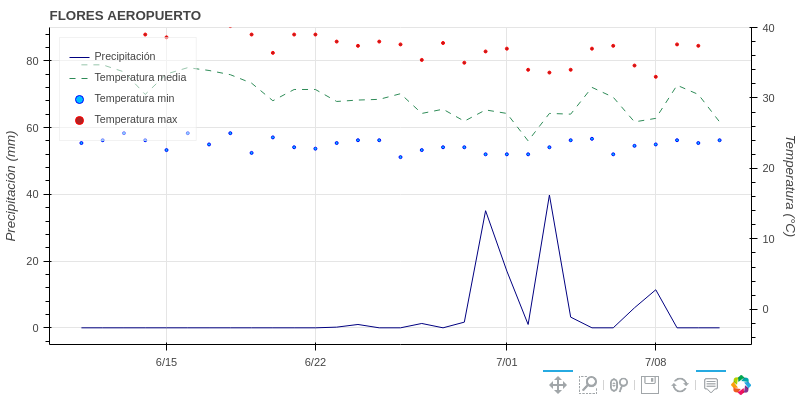 FLORES AEROPUERTO
Precipitación
Temperatura media
Temperatura min
Temperatura max
80
60
40
20
0
Precipitación (mm)
40
30
20
10
0
Temperatura (°C)
6/15
6/22
7/01
7/08